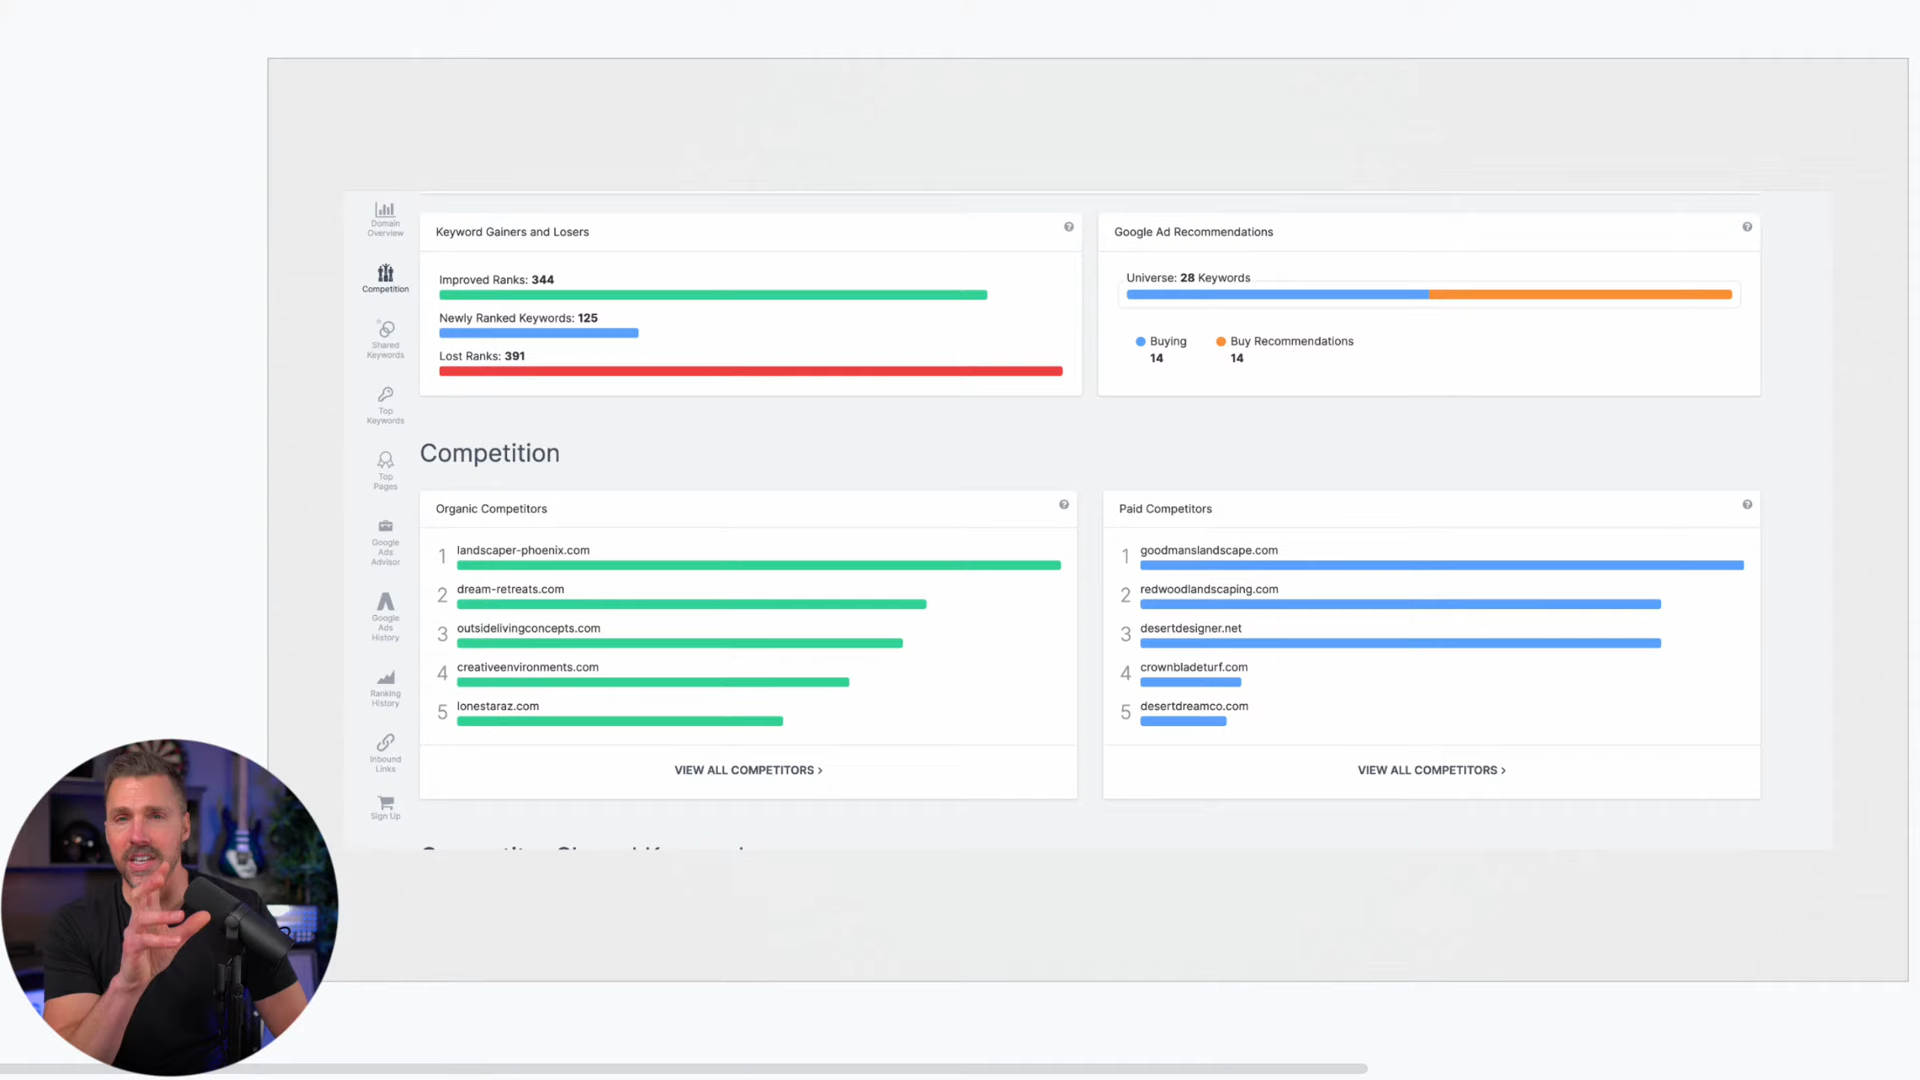 Domain
Overview
Competition
Shared
Keywords
Top
Keywords
Top
Pages
Google
Ads
Advisor
Google
Ads
History
Ranking
History
Inbound
Links
Sign Up
Keyword Gainers and Losers
Improved Ranks: 344
Newly Ranked Keywords: 125
Lost Ranks: 391
Google Ad Recommendations
Universe: 28 Keywords
Buying
14
Buy Recommendations
14
Competition
Organic Competitors
1 landscaper-phoenix.com
2 dream-retreats.com
3 outsidelivingconcepts.com
4 creativeenvironments.com
5 lonestaraz.com
VIEW ALL COMPETITORS >
Paid Competitors
1 goodmanslandscape.com
2 redwoodlandscaping.com
3 desertdesigner.net
4 crownbladeturf.com
5 desertdreamco.com
VIEW ALL COMPETITORS >